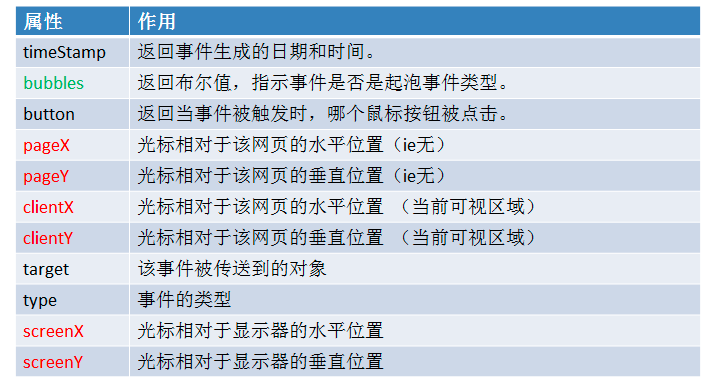 属性 作用
timeStamp 返回事件生成的日期和时间。
bubbles 返回布尔值，指示事件是否是起泡事件类型。
button 返回当事件被触发时，哪个鼠标按钮被点击。
pageX 光标相对于该网页的水平位置（ie无）
pageY 光标相对于该网页的垂直位置（ie无）
clientX 光标相对于该网页的水平位置 （当前可视区域）
clientY 光标相对于该网页的垂直位置 （当前可视区域）
target 该事件被传送到的对象
type 事件的类型
screenX 光标相对于显示器的水平位置
screenY 光标相对于显示器的垂直位置